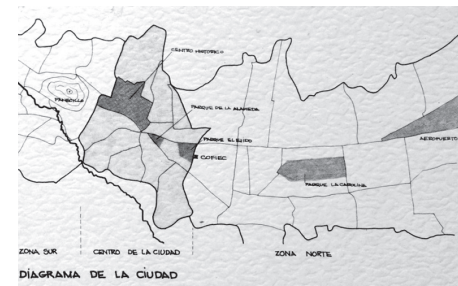 CENTRO HISTORICO
PANECILLO
PARQUE DE LA ALAMEDA
PARQUE EL EJIDO
COFIEC
AEROPUERTO
PARQUE LA CAROLINA
ZONA SUR
CENTRO DE LA CIUDAD
ZONA NORTE
DIAGRAMA DE LA CIUDAD